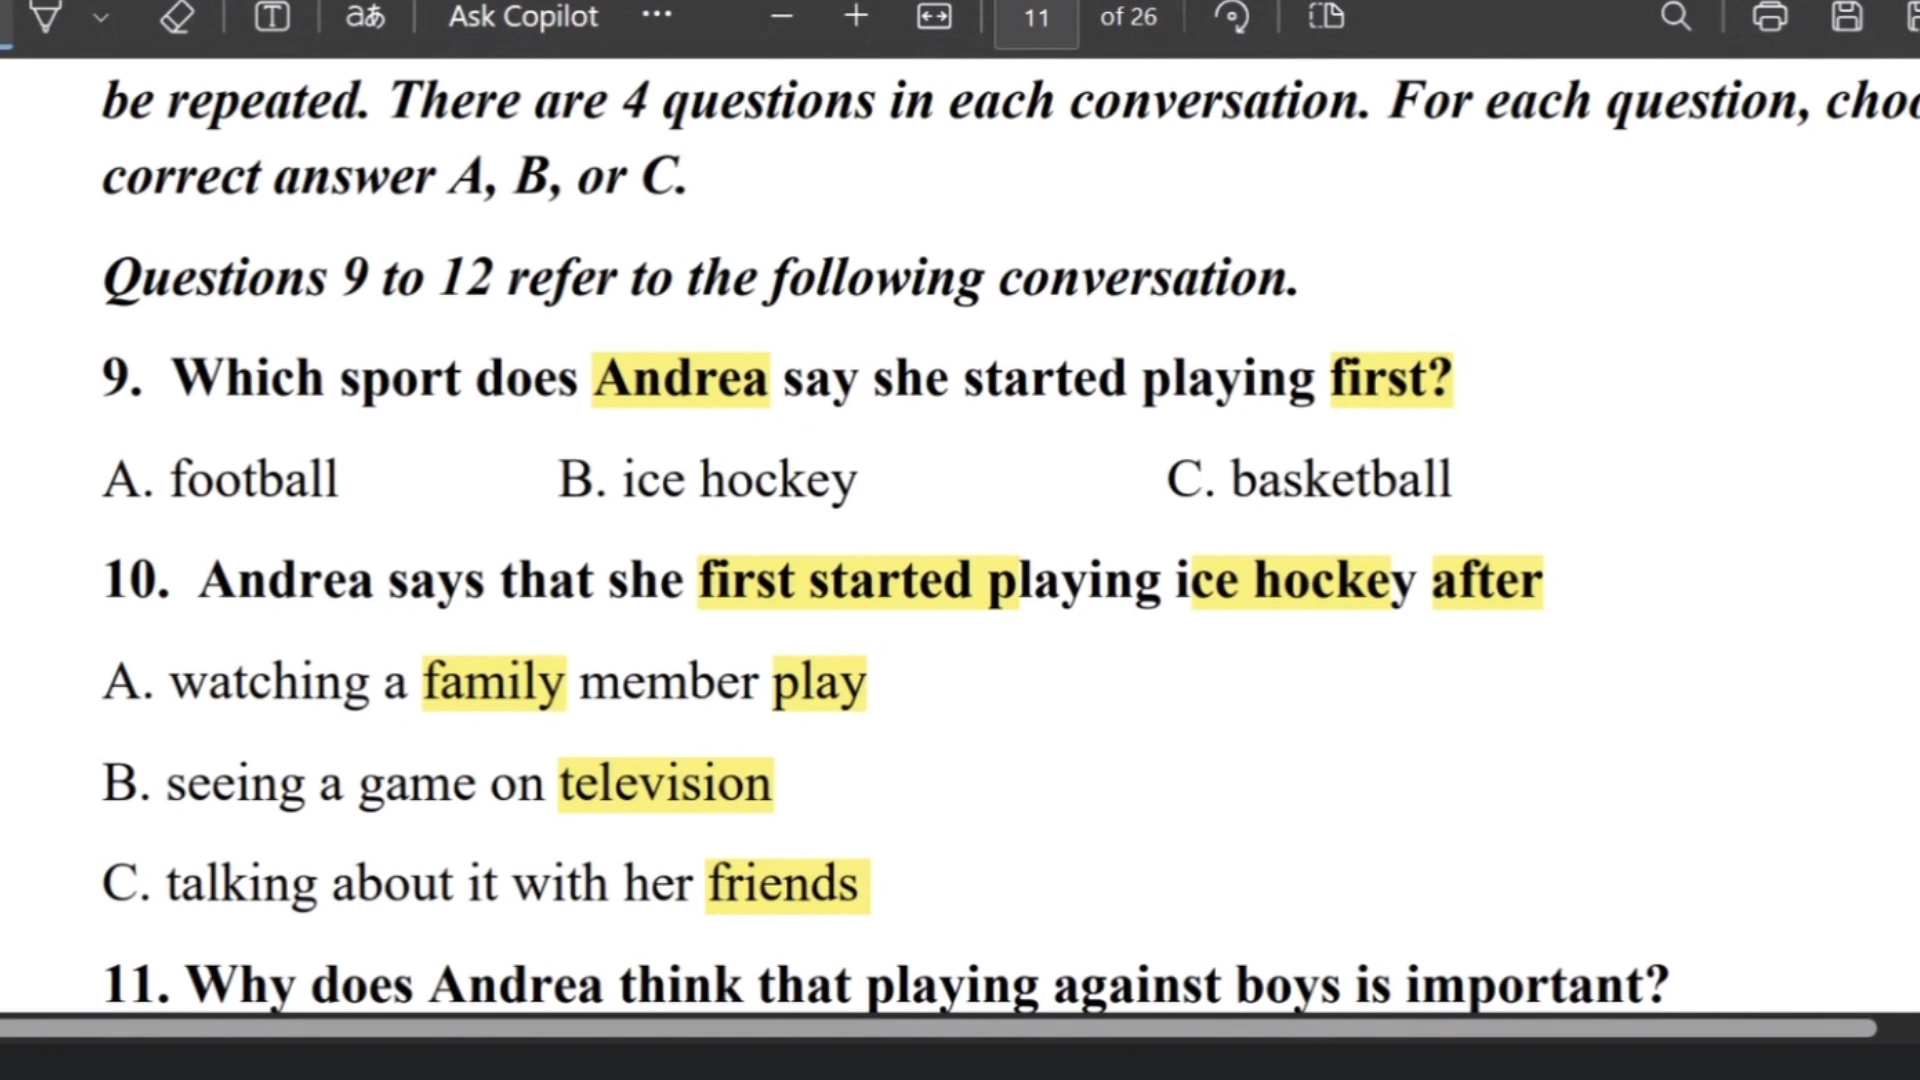 aあ Ask Copilot ... 11 of 26
be repeated. There are 4 questions in each conversation. For each question,
correct answer A, B, or C.
Questions 9 to 12 refer to the following conversation.
9. Which sport does Andrea say she started playing first?
A. football B. ice hockey C. basketball
10. Andrea says that she first started playing ice hockey after
A. watching a family member play
B. seeing a game on television
C. talking about it with her friends
11. Why does Andrea think that playing against boys is important?